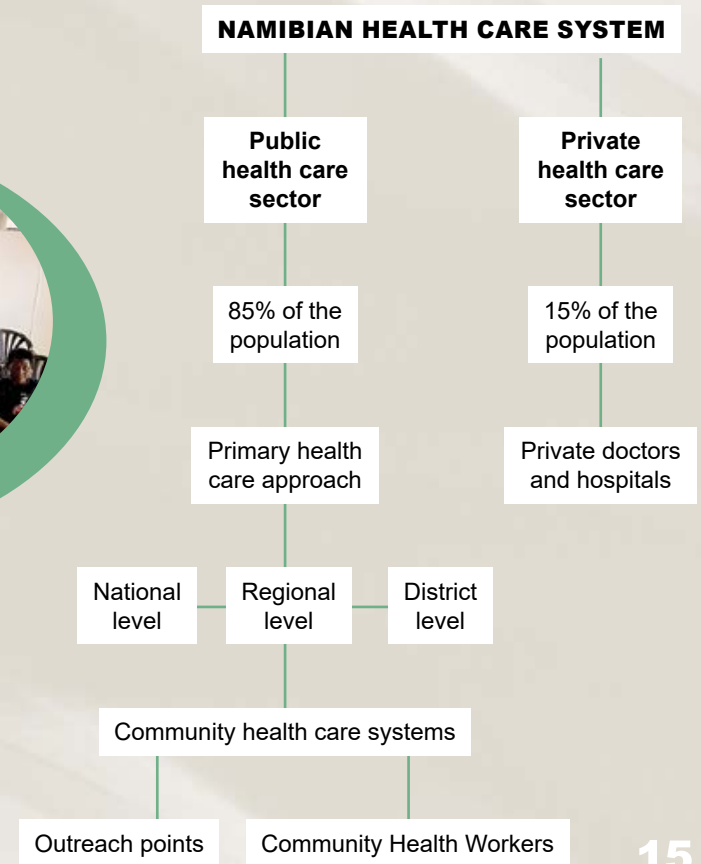 NAMIBIAN HEALTH CARE SYSTEM
Public
health care
sector
Private
health care
sector
85% of the
population
15% of the
population
Primary health
care approach
Private doctors
and hospitals
National
level
Regional
level
District
level
Community health care systems
Outreach points
Community Health Workers
15